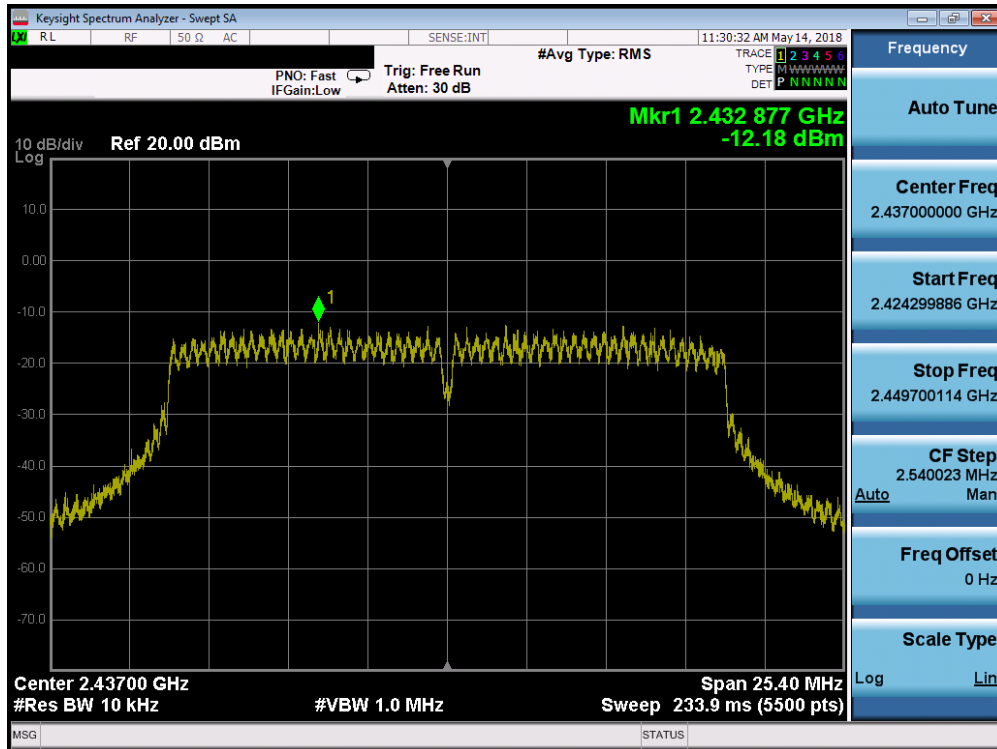 Keysight Spectrum Analyzer - Swept SA
LXI RL RF 50 Ω AC SENSE:INT 11:30:32 AM May 14, 2018
#Avg Type: RMS TRACE 1 2 3 4 5 6
PNO: Fast Trig: Free Run TYPE M WWWWW
IFGain:Low Atten: 30 dB DET P N N N N N
Mkr1 2.432 877 GHz
-12.18 dBm
10 dB/div Ref 20.00 dBm
Log
10.0
0.00
1
-10.0
-20.0
-30.0
-40.0
-50.0
-60.0
-70.0
Center 2.43700 GHz Span 25.40 MHz
#Res BW 10 kHz #VBW 1.0 MHz Sweep 233.9 ms (5500 pts)
MSG STATUS
Frequency
Auto Tune
Center Freq
2.437000000 GHz
Start Freq
2.424299886 GHz
Stop Freq
2.449700114 GHz
CF Step
2.540023 MHz
Auto Man
Freq Offset
0 Hz
Scale Type
Log Lin